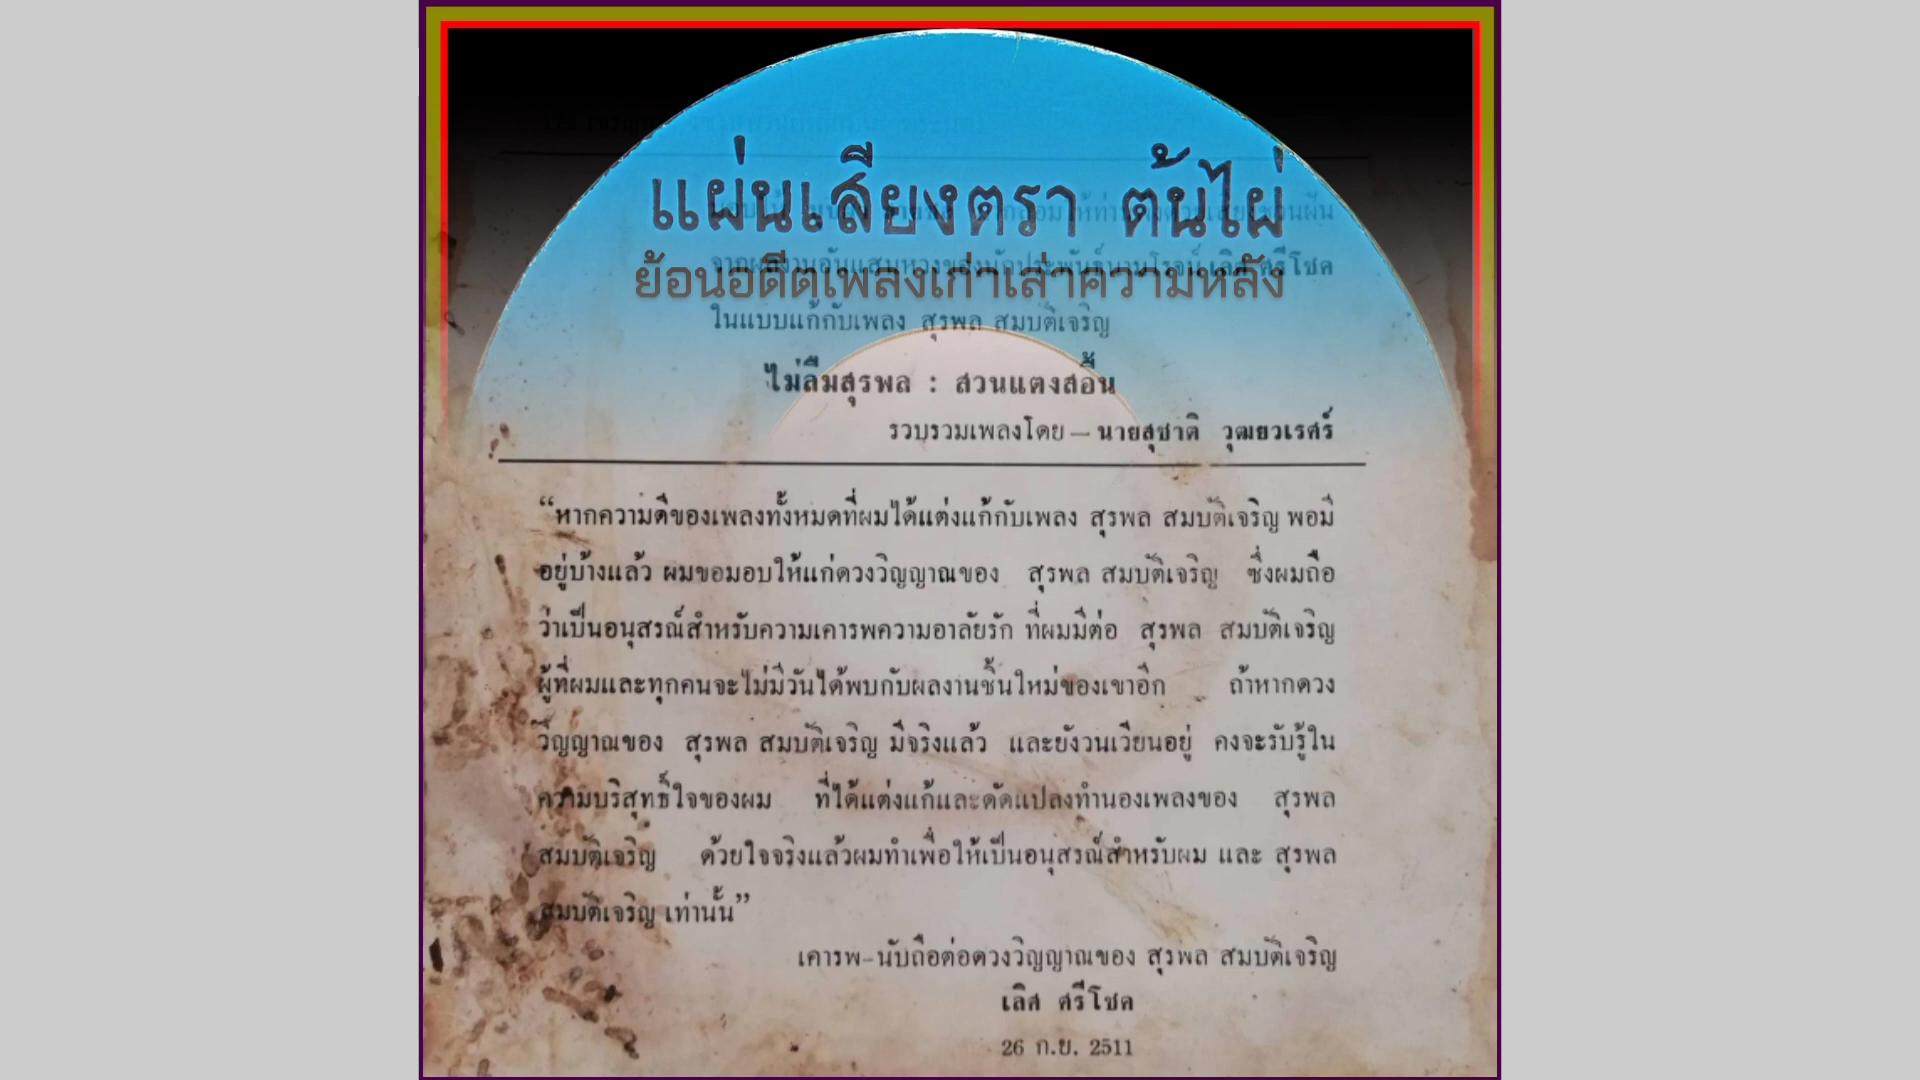 แผ่นเสียงตรา ต้นไผ่
ย้อนอดีตเพลงเก่าเล่าความหลัง
ในแบบแก้กับเพลง สุรพล สมบัติเจริญ
ไม่ลืมสุรพล : สวนแตงสอื้น
รวบรวมเพลงโดย — นายสุชาติ วุฒยวเรศร์
“หากความดีของเพลงทั้งหมดที่ผมได้แต่งแก้กับเพลง สุรพล สมบัติเจริญ พอมี
อยู่บ้างแล้ว ผมขอมอบให้แก่ดวงวิญญาณของ สุรพล สมบัติเจริญ ซึ่งผมถือ
ว่าเป็นอนุสรณ์สำหรับความเคารพความอาลัยรัก ที่ผมมีต่อ สุรพล สมบัติเจริญ
ผู้ที่ผมและทุกคนจะไม่มีวันได้พบกับผลงานชิ้นใหม่ของเขาอีก ถ้าหากดวง
วิญญาณของ สุรพล สมบัติเจริญ มีจริงแล้ว และยังวนเวียนอยู่ คงจะรับรู้ใน
ความบริสุทธิ์ใจของผม ที่ได้แต่งแก้และดัดแปลงทำนองเพลงของ สุรพล
สมบัติเจริญ ด้วยใจจริงแล้วผมทำเพื่อให้เป็นอนุสรณ์สำหรับผม และ สุรพล
สมบัติเจริญ เท่านั้น”
เคารพ-นับถือต่อดวงวิญญาณของ สุรพล สมบัติเจริญ
เลิศ ศรีโชค
26 ก.ย. 2511